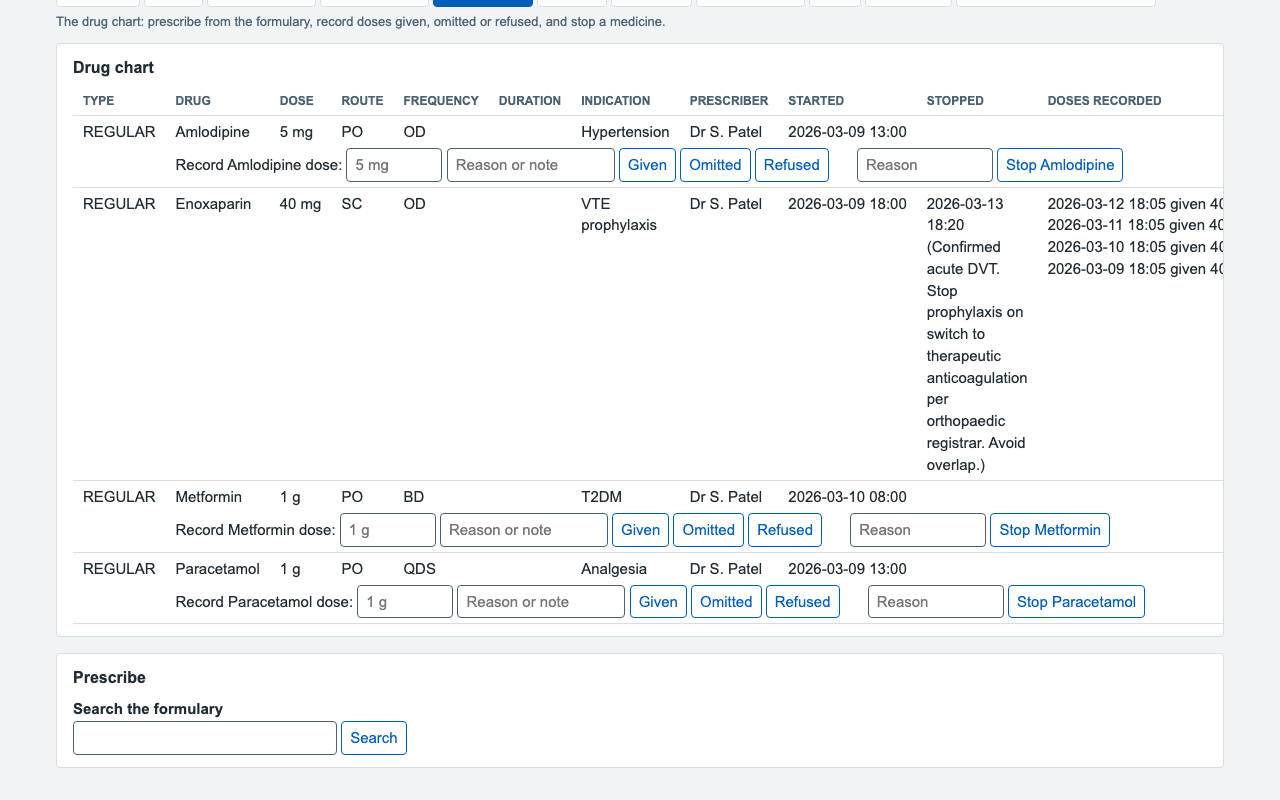 The drug chart: prescribe from the formulary, record doses given, omitted or refused, and stop a medicine.
Drug chart
TYPE DRUG DOSE ROUTE FREQUENCY DURATION INDICATION PRESCRIBER STARTED STOPPED DOSES RECORDED
REGULAR Amlodipine 5 mg PO OD Hypertension Dr S. Patel 2026-03-09 13:00
Record Amlodipine dose: 5 mg Reason or note Given Omitted Refused Reason Stop Amlodipine
REGULAR Enoxaparin 40 mg SC OD VTE Dr S. Patel 2026-03-09 18:00 2026-03-13 2026-03-12 18:05 given 40
prophylaxis 18:20 2026-03-11 18:05 given 40
(Confirmed 2026-03-10 18:05 given 40
acute DVT. 2026-03-09 18:05 given 40
Stop
prophylaxis on
switch to
therapeutic
anticoagulation
per
orthopaedic
registrar. Avoid
overlap.)
REGULAR Metformin 1 g PO BD T2DM Dr S. Patel 2026-03-10 08:00
Record Metformin dose: 1 g Reason or note Given Omitted Refused Reason Stop Metformin
REGULAR Paracetamol 1 g PO QDS Analgesia Dr S. Patel 2026-03-09 13:00
Record Paracetamol dose: 1 g Reason or note Given Omitted Refused Reason Stop Paracetamol
Prescribe
Search the formulary
Search